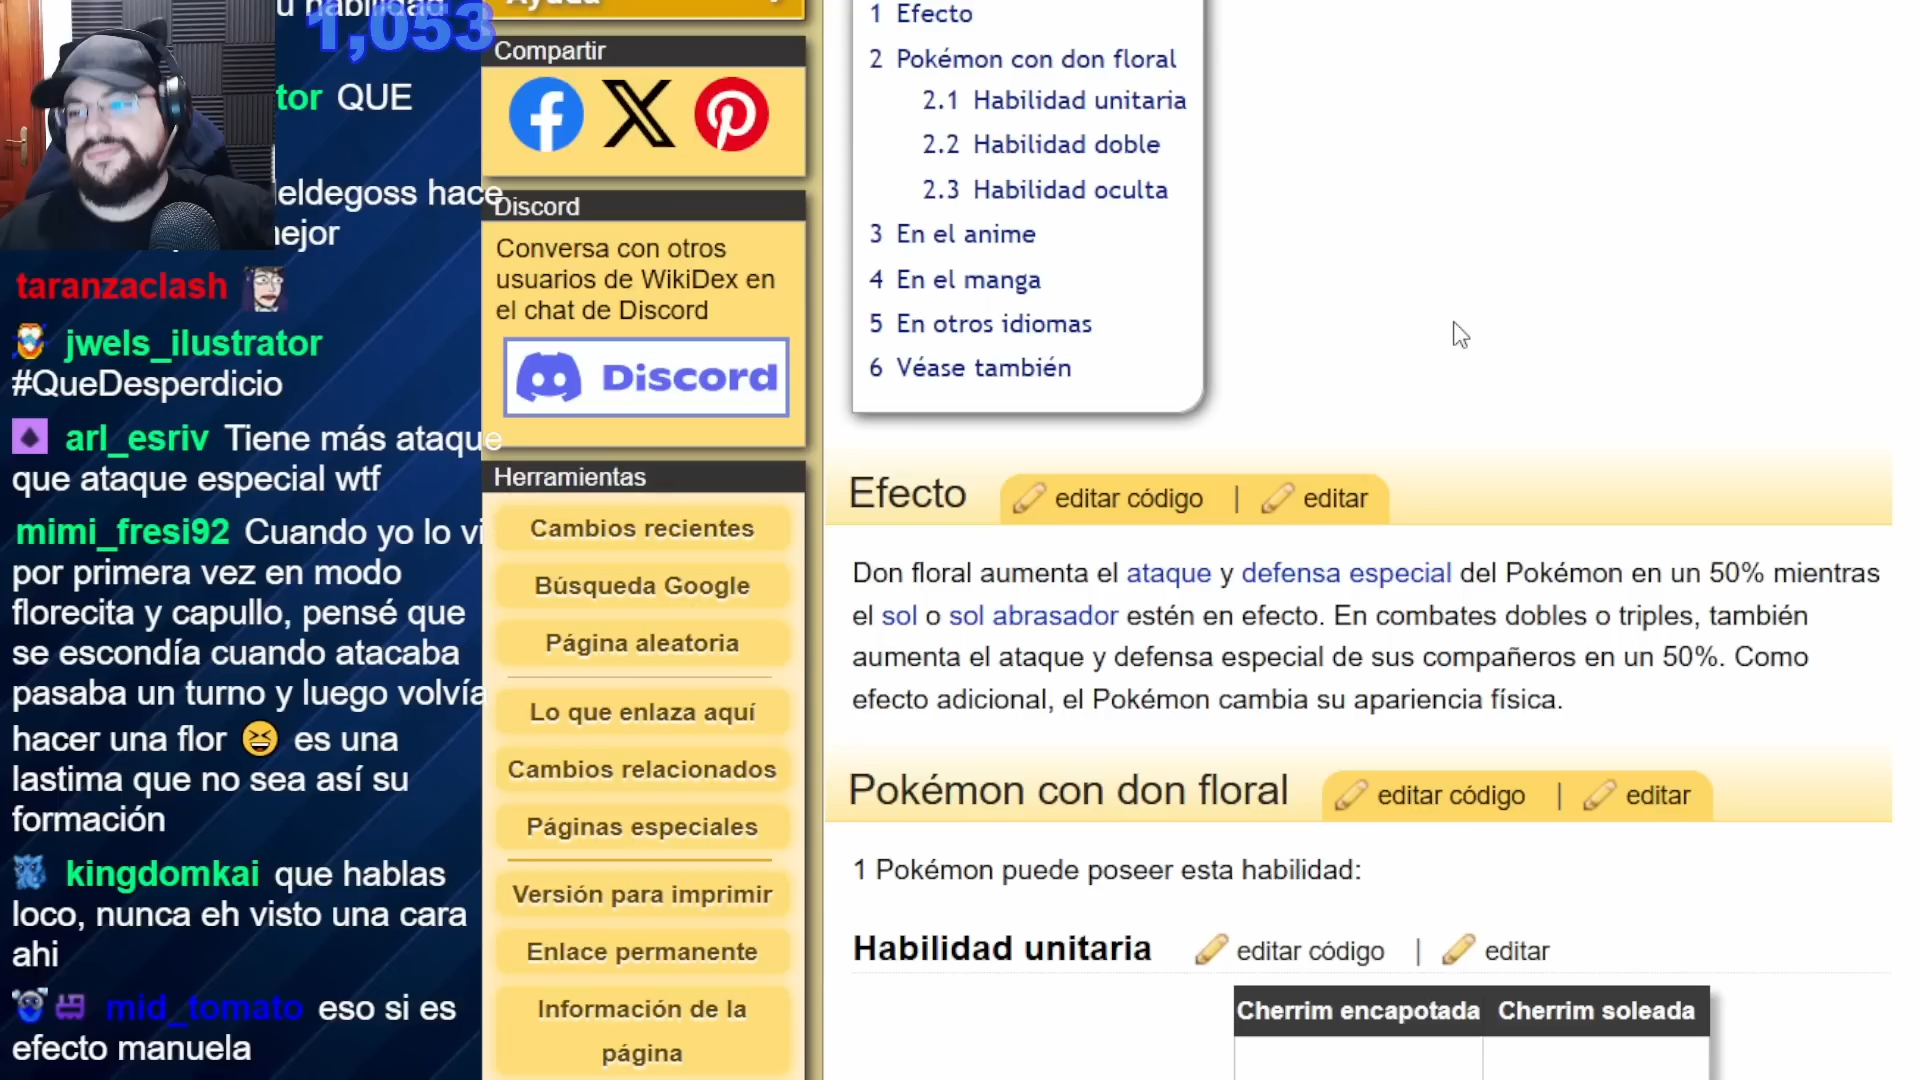 u habilidad
1,053
tor QUE
eldegoss hace
ejor
taranzaclash
jwels_ilustrator
#QueDesperdicio
arl_esriv Tiene más ataque
que ataque especial wtf
mimi_fresi92 Cuando yo lo vi
por primera vez en modo
florecita y capullo, pensé que
se escondía cuando atacaba
pasaba un turno y luego volvía
hacer una flor es una
lastima que no sea así su
formación
kingdomkai que hablas
loco, nunca eh visto una cara
ahi
mid_tomato eso si es
efecto manuela
Ayuda
Compartir
Discord
Conversa con otros
usuarios de WikiDex en
el chat de Discord
Discord
Herramientas
Cambios recientes
Búsqueda Google
Página aleatoria
Lo que enlaza aquí
Cambios relacionados
Páginas especiales
Versión para imprimir
Enlace permanente
Información de la
página
1 Efecto
2 Pokémon con don floral
2.1 Habilidad unitaria
2.2 Habilidad doble
2.3 Habilidad oculta
3 En el anime
4 En el manga
5 En otros idiomas
6 Véase también
Efecto editar código | editar
Don floral aumenta el ataque y defensa especial del Pokémon en un 50% mientras
el sol o sol abrasador estén en efecto. En combates dobles o triples, también
aumenta el ataque y defensa especial de sus compañeros en un 50%. Como
efecto adicional, el Pokémon cambia su apariencia física.
Pokémon con don floral editar código | editar
1 Pokémon puede poseer esta habilidad:
Habilidad unitaria editar código | editar
Cherrim encapotada Cherrim soleada